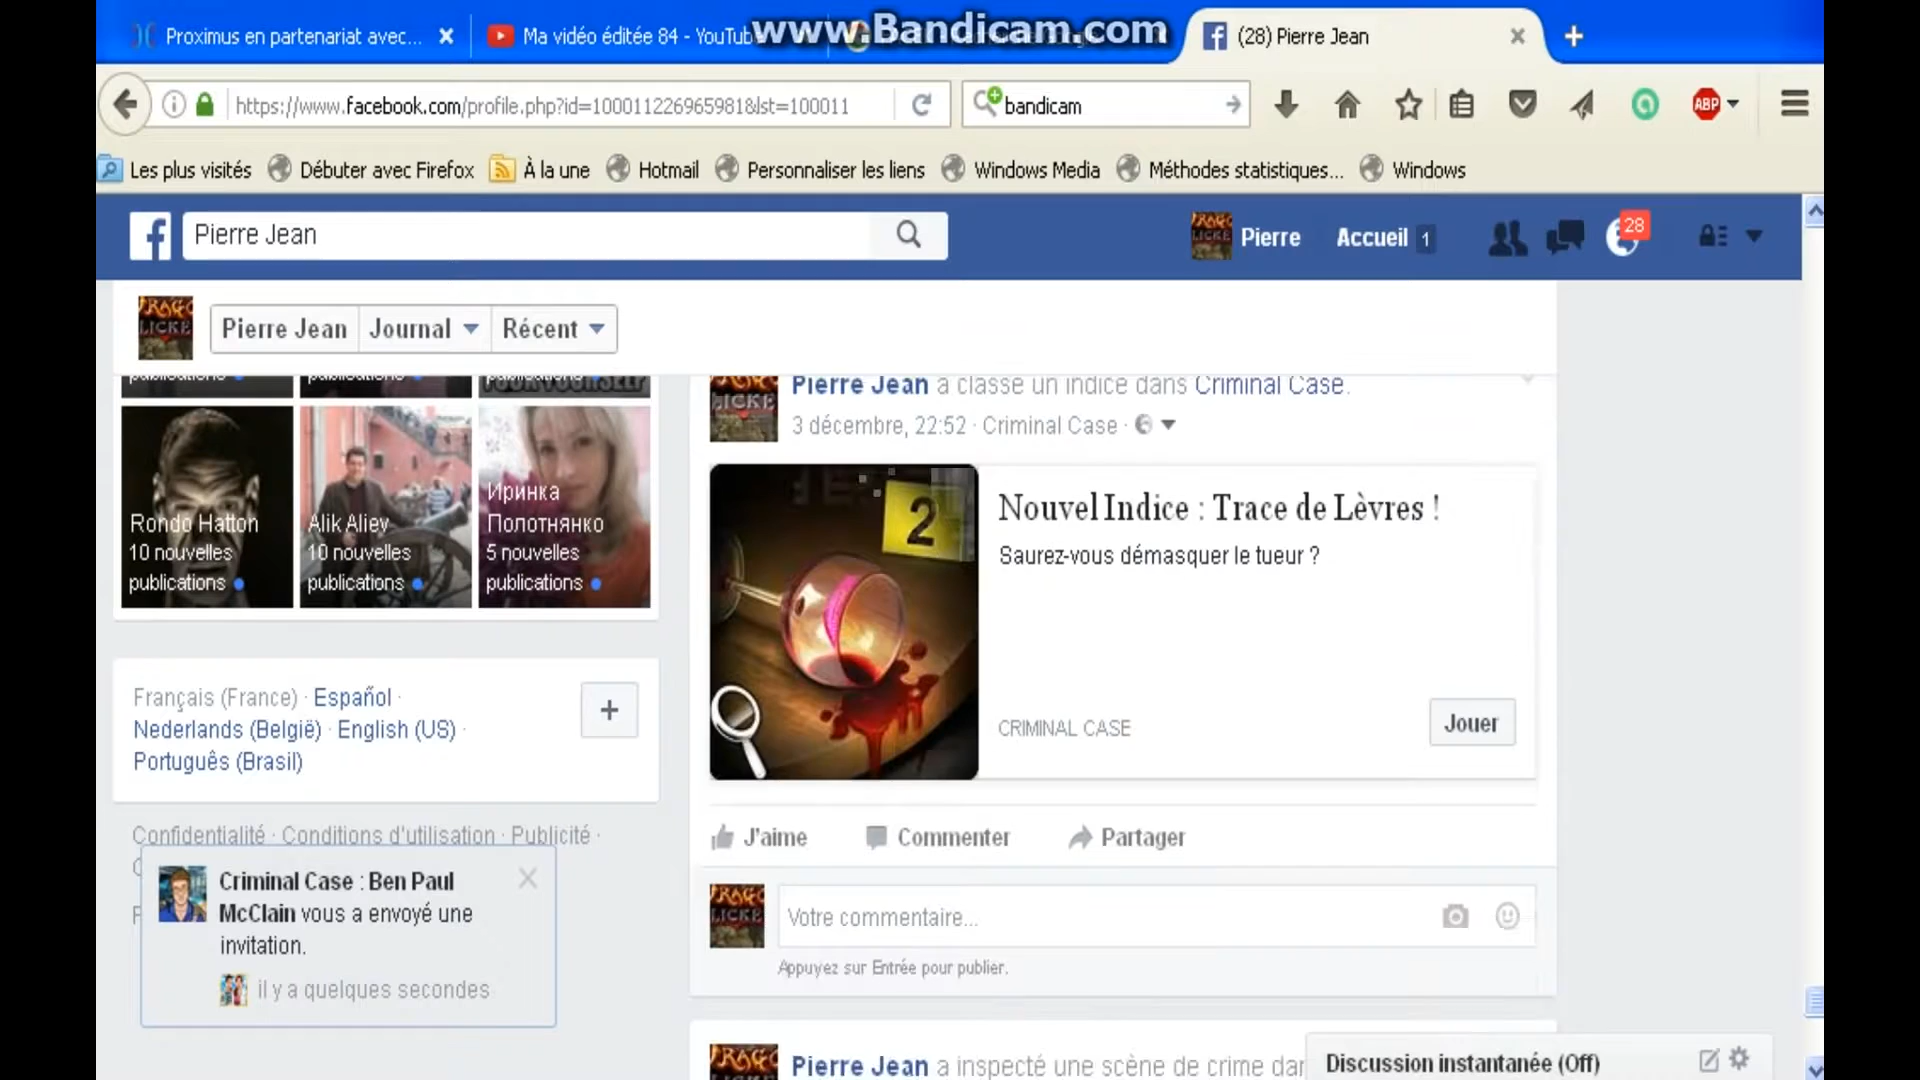 www.Bandicam.com
Proximus en partenariat avec...
Ma vidéo éditée 84 - YouTube
(28) Pierre Jean
https://www.facebook.com/profile.php?id=100011226965981&lst=100011
bandicam
ABP
Les plus visités
Débuter avec Firefox
À la une
Hotmail
Personnaliser les liens
Windows Media
Méthodes statistiques...
Windows
Pierre Jean
Pierre
Accueil 1
28
Pierre Jean
Journal
Récent
publications
publications
publications
Rondo Hatton
10 nouvelles
publications
Alik Aliev
10 nouvelles
publications
Иринка
Полотнянко
5 nouvelles
publications
Français (France) · Español ·
Nederlands (België) · English (US) ·
Português (Brasil)
Confidentialité · Conditions d'utilisation · Publicité ·
Criminal Case : Ben Paul
McClain vous a envoyé une
invitation.
il y a quelques secondes
Pierre Jean a classé un indice dans Criminal Case.
3 décembre, 22:52 · Criminal Case ·
2
Nouvel Indice : Trace de Lèvres !
Saurez-vous démasquer le tueur ?
CRIMINAL CASE
Jouer
J'aime
Commenter
Partager
Votre commentaire...
Appuyez sur Entrée pour publier.
Pierre Jean a inspecté une scène de crime dan
Discussion instantanée (Off)